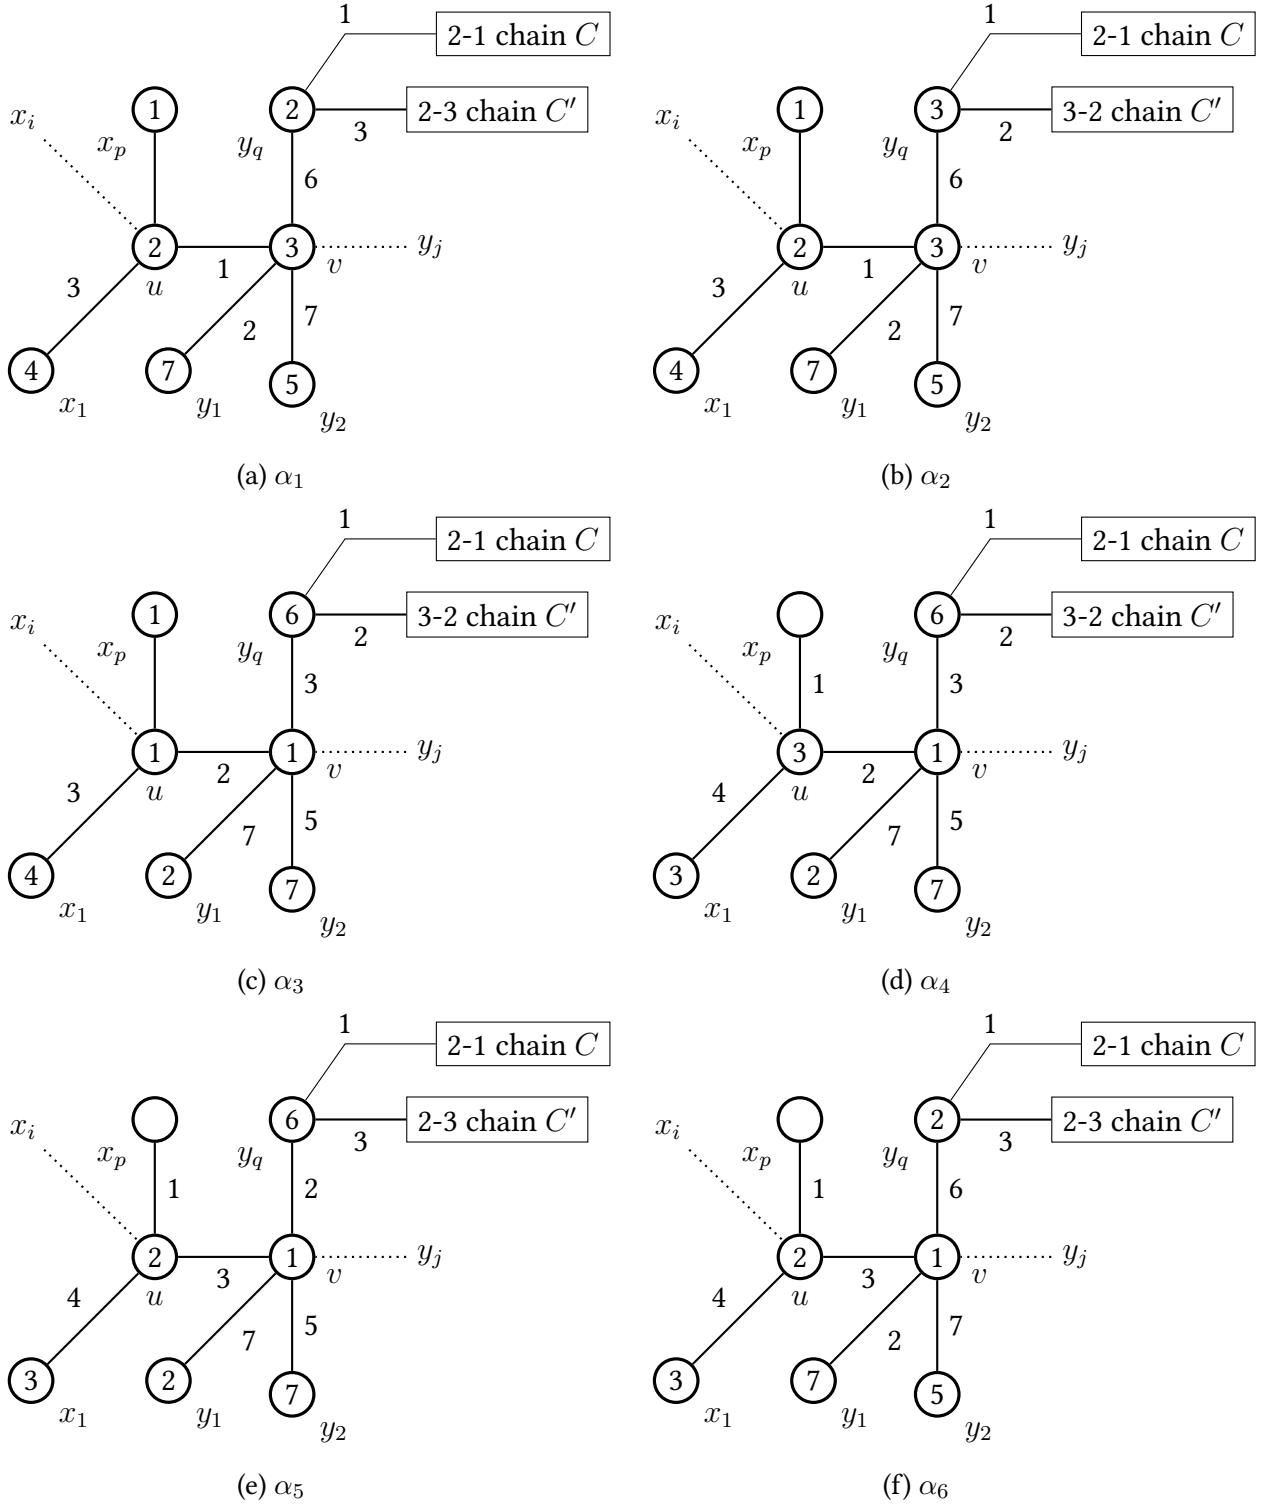 1 1
2-1 chain C 2-1 chain C
x_i 1 2 2-3 chain C′ x_i 1 3 3-2 chain C′
x_p y_q 3 x_p y_q 2
6 6
2 3 y_j 2 3 y_j
3 u 1 v 3 u 1 v
2 7 2 7
4 7 5 4 7 5
x_1 y_1 y_2 x_1 y_1 y_2
(a) α_1 (b) α_2
1 1
2-1 chain C 2-1 chain C
x_i 1 6 3-2 chain C′ x_i 6 3-2 chain C′
x_p y_q 2 x_p y_q 2
3 1 3
1 1 y_j 3 1 y_j
3 u 2 v 4 u 2 v
7 5 7 5
4 2 7 3 2 7
x_1 y_1 y_2 x_1 y_1 y_2
(c) α_3 (d) α_4
1 1
2-1 chain C 2-1 chain C
x_i 6 2-3 chain C′ x_i 2 2-3 chain C′
x_p y_q 3 x_p y_q 3
1 2 1 6
2 1 y_j 2 1 y_j
4 u 3 v 4 u 3 v
7 5 2 7
3 2 7 3 7 5
x_1 y_1 y_2 x_1 y_1 y_2
(e) α_5 (f) α_6